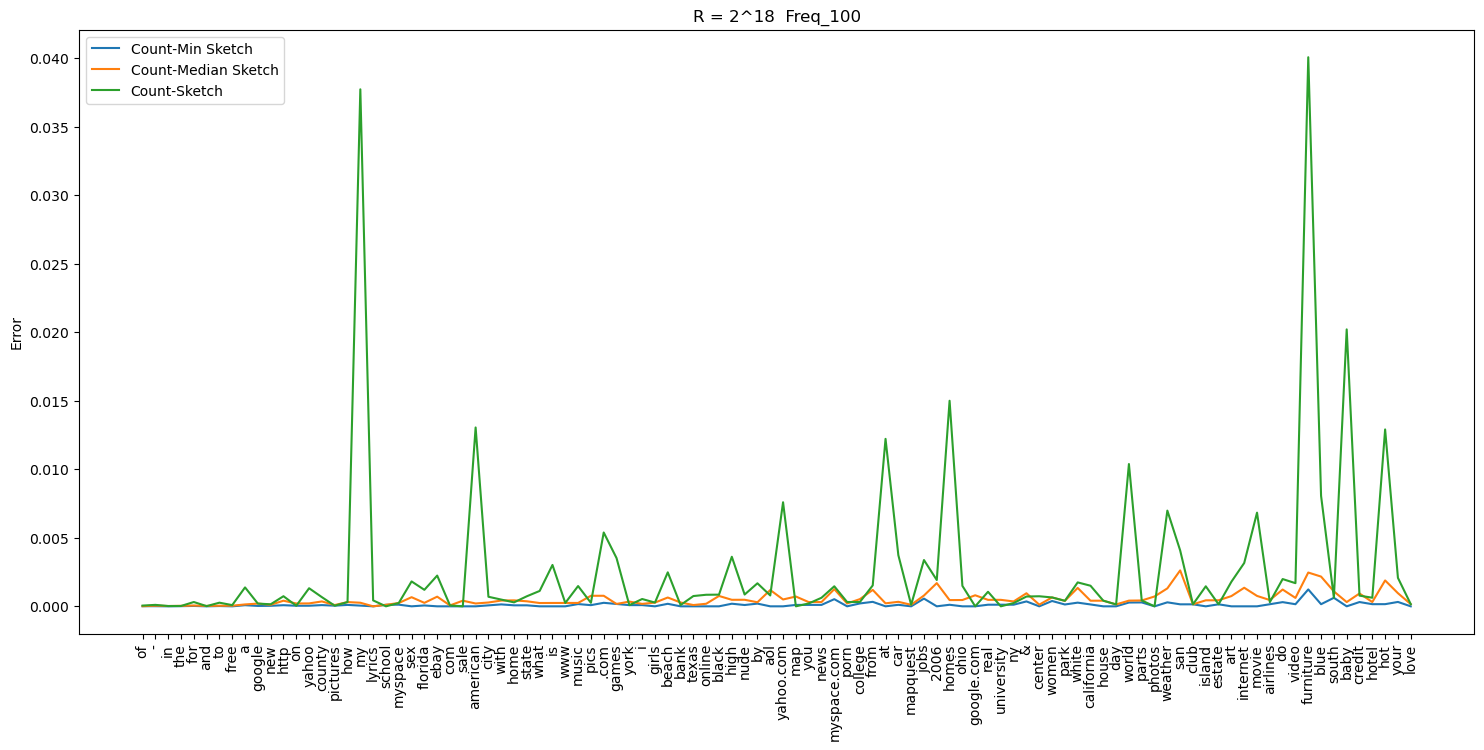 R = 2^18  Freq_100
Count-Min Sketch
Count-Median Sketch
Count-Sketch
Error
0.040
0.035
0.030
0.025
0.020
0.015
0.010
0.005
0.000
of
-
in
the
for
and
to
free
a
google
new
http
on
yahoo
county
pictures
how
my
lyrics
school
myspace
sex
florida
ebay
com
sale
american
city
with
home
state
what
is
www
music
pics
.com
games
york
i
girls
beach
bank
texas
online
black
high
nude
by
aol
yahoo.com
map
you
news
myspace.com
porn
college
from
at
car
mapquest
jobs
2006
homes
ohio
google.com
real
university
ny
&
center
women
park
white
california
house
day
world
parts
photos
weather
san
club
island
estate
art
internet
movie
airlines
do
video
furniture
blue
south
baby
credit
hotel
hot
your
love